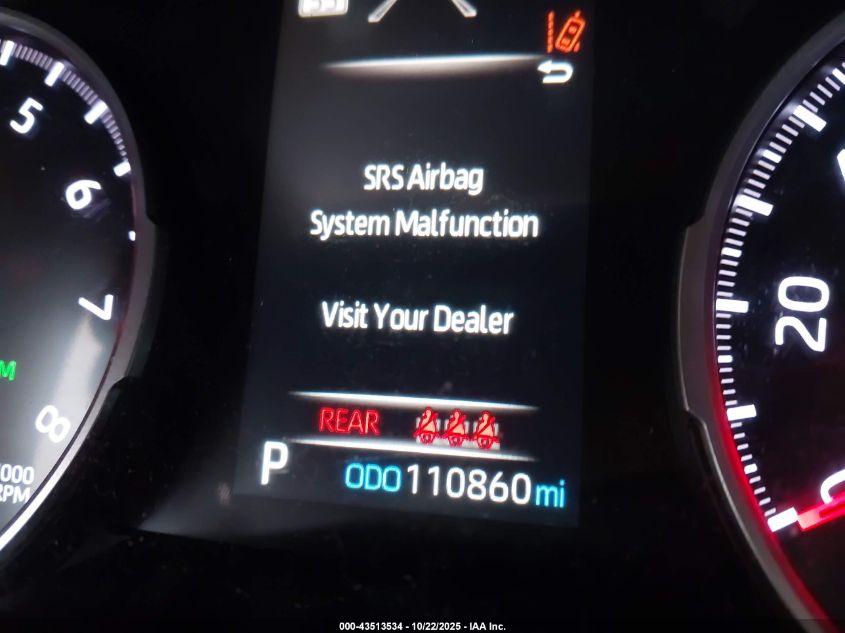 5
6
7
8
SRS Airbag
System Malfunction
Visit Your Dealer
REAR
P ODO 110860 mi
20
0
000-43513534 - 10/22/2025 - IAA Inc.